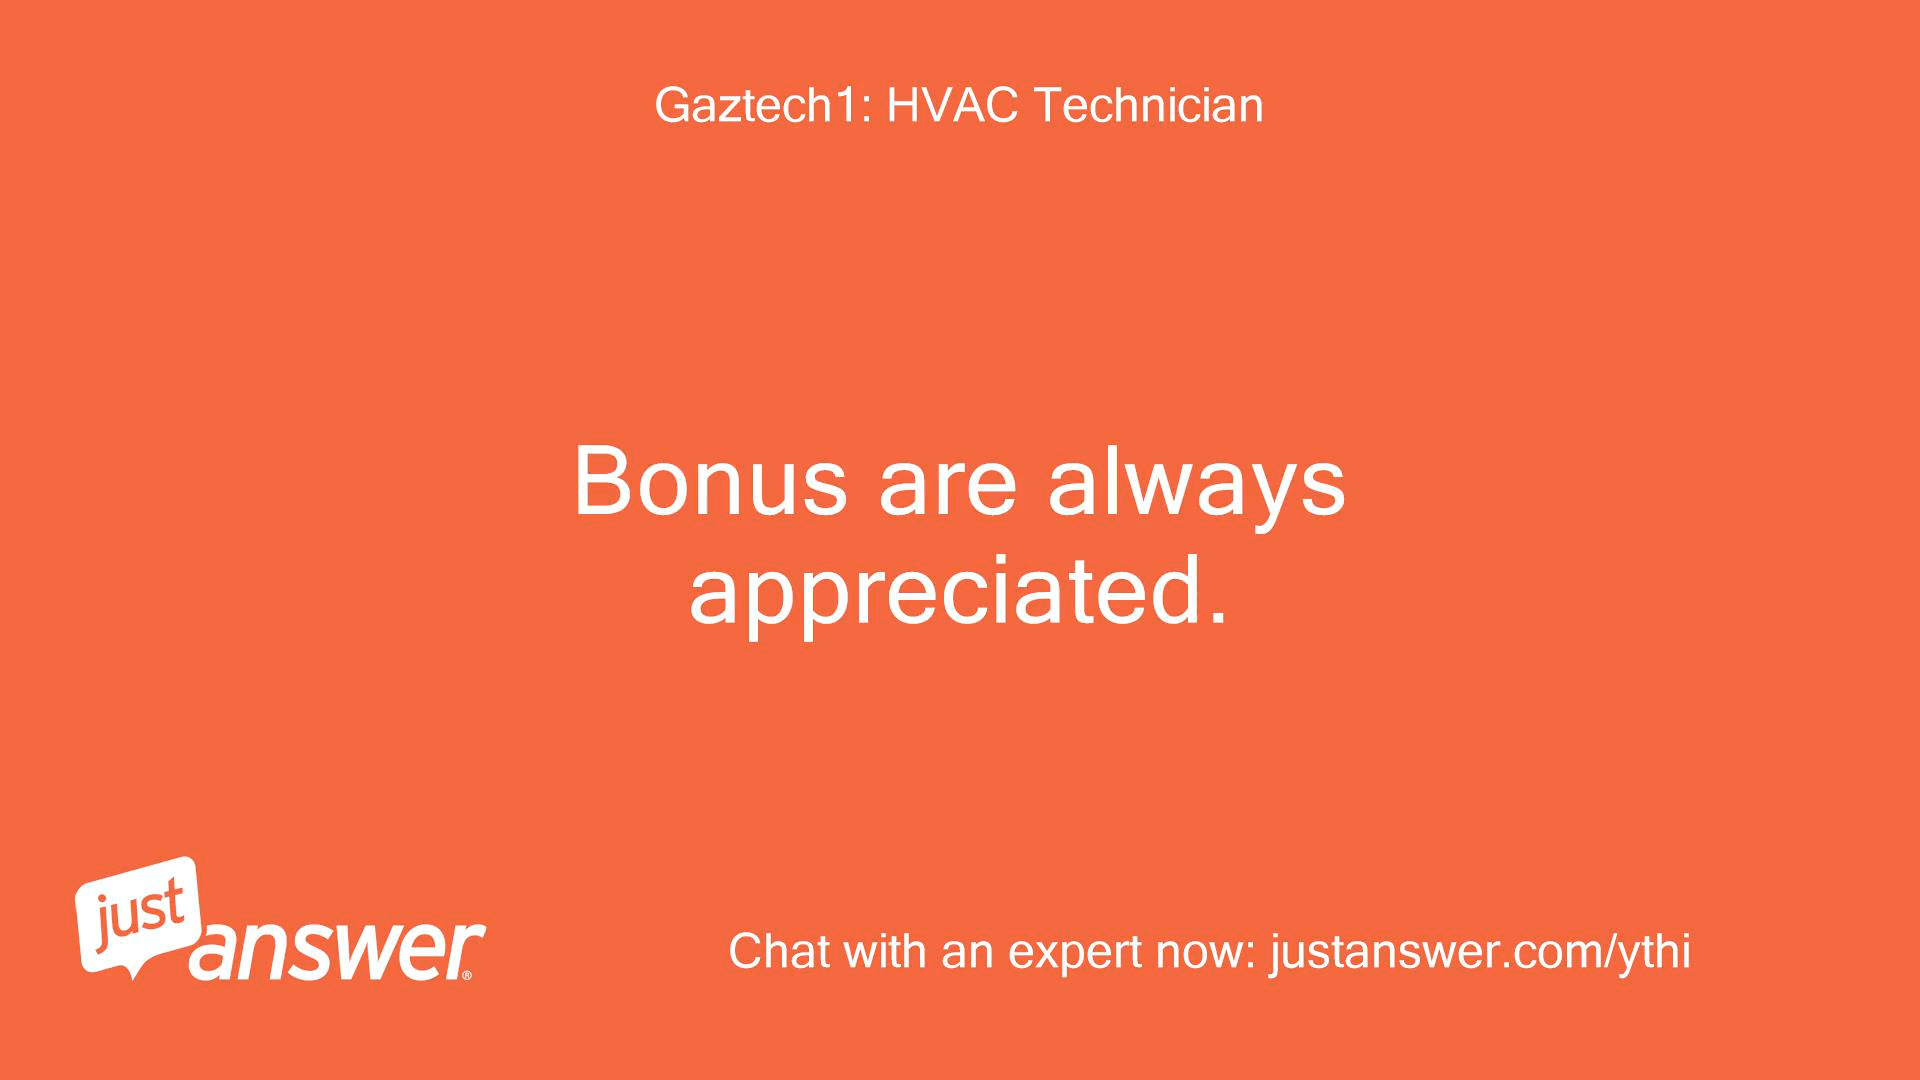 Gaztech1: HVAC Technician
Bonus are always
appreciated.
just
answer®
Chat with an expert now: justanswer.com/ythi